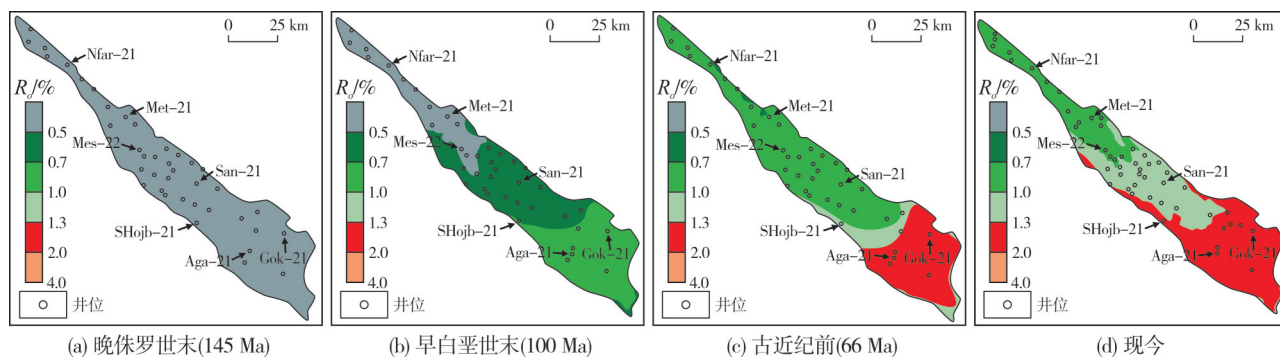 0 25 km
Nfar-21
Rₒ/%
Met-21
0.5
Mes-22
0.7
San-21
1.0
1.3
SHojb-21
2.0
Aga-21
Gok-21
4.0
井位
(a) 晚侏罗世末(145 Ma)
0 25 km
Nfar-21
Rₒ/%
Met-21
0.5
Mes-22
0.7
San-21
1.0
1.3
SHojb-21
2.0
Aga-21
Gok-21
4.0
井位
(b) 早白垩世末(100 Ma)
0 25 km
Nfar-21
Rₒ/%
Met-21
0.5
Mes-22
0.7
San-21
1.0
1.3
SHojb-21
2.0
Aga-21
Gok-21
4.0
井位
(c) 古近纪前(66 Ma)
0 25 km
Nfar-21
Rₒ/%
Met-21
0.5
Mes-22
0.7
San-21
1.0
1.3
SHojb-21
2.0
Aga-21
Gok-21
4.0
井位
(d) 现今